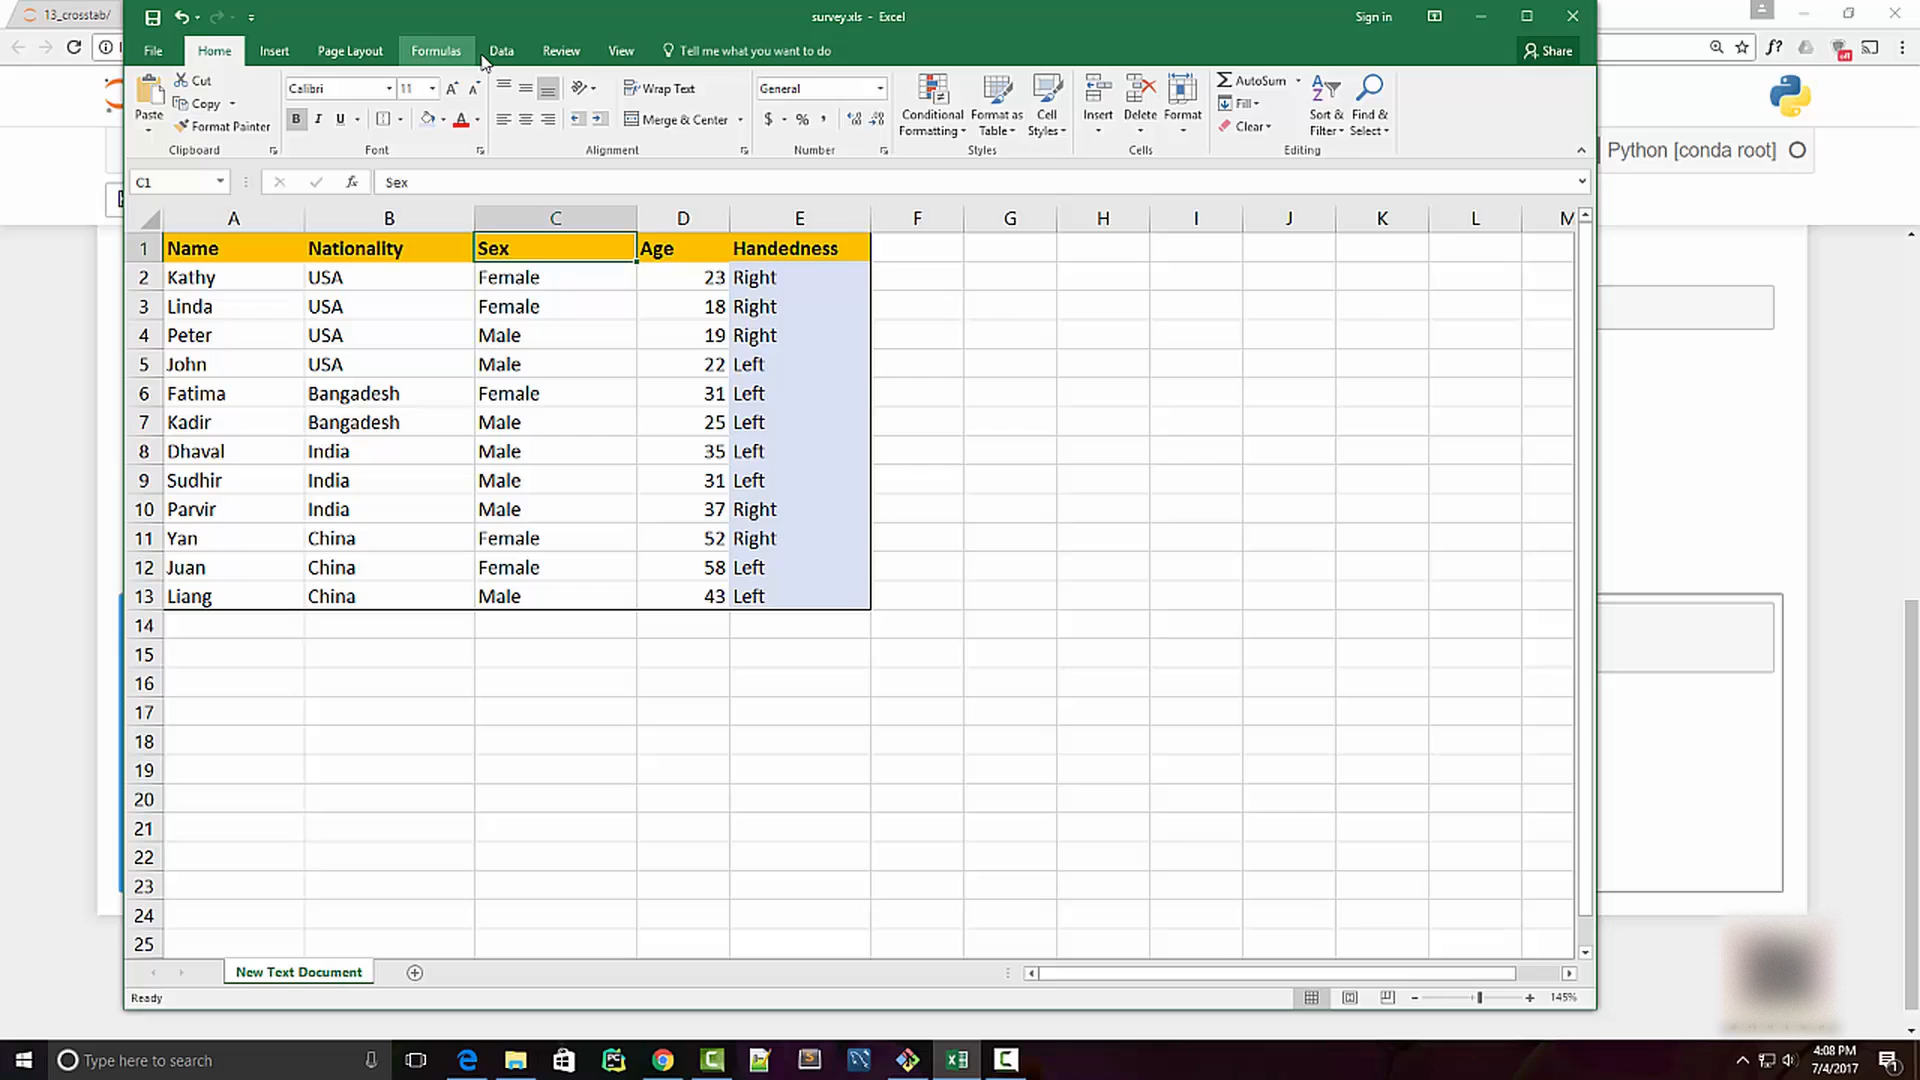 13_crosstab/
survey.xls - Excel
Sign in
File Home Insert Page Layout Formulas Data Review View Tell me what you want to do Share
Paste
Cut
Copy
Format Painter
Clipboard
Calibri 11
B I U
Font
Wrap Text
Merge & Center
Alignment
General
$ % ,
Number
Conditional Formatting
Format as Table
Cell Styles
Styles
Insert Delete Format
Cells
AutoSum
Fill
Clear
Sort & Filter
Find & Select
Editing
Python [conda root]
C1 fx Sex
A B C D E F G H I J K L M
1 Name Nationality Sex Age Handedness
2 Kathy USA Female 23 Right
3 Linda USA Female 18 Right
4 Peter USA Male 19 Right
5 John USA Male 22 Left
6 Fatima Bangadesh Female 31 Left
7 Kadir Bangadesh Male 25 Left
8 Dhaval India Male 35 Left
9 Sudhir India Male 31 Left
10 Parvir India Male 37 Right
11 Yan China Female 52 Right
12 Juan China Female 58 Left
13 Liang China Male 43 Left
14
15
16
17
18
19
20
21
22
23
24
25
New Text Document
Ready
145%
Type here to search
4:08 PM
7/4/2017